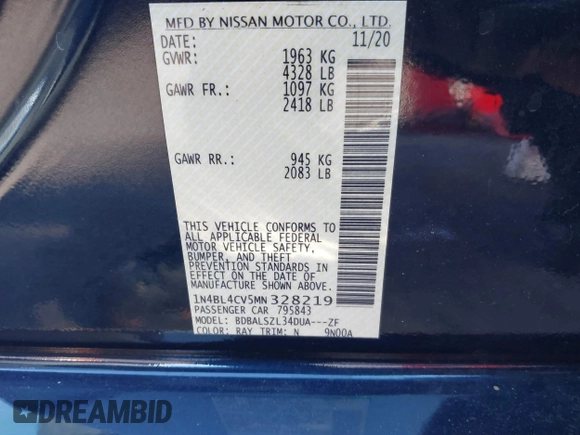 MFD BY NISSAN MOTOR CO., LTD.
DATE: 11/20
GVWR: 1963 KG
4328 LB
GAWR FR.: 1097 KG
2418 LB
GAWR RR.: 945 KG
2083 LB
THIS VEHICLE CONFORMS TO
ALL APPLICABLE FEDERAL
MOTOR VEHICLE SAFETY,
BUMPER, AND THEFT
PREVENTION STANDARDS IN
EFFECT ON THE DATE OF
MANUFACTURE SHOWN ABOVE.
1N4BL4CV5MN328219
PASSENGER CAR 795843
MODEL: BDBALSZL34DUA---ZF
COLOR: RAY TRIM: N 9N00A
DREAMBID